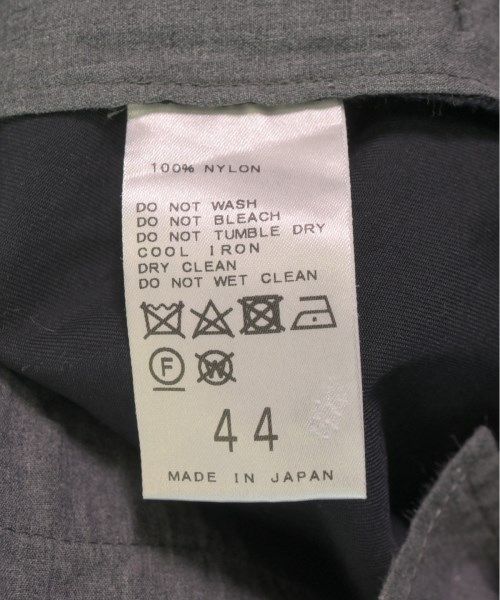 100% NYLON
DO NOT WASH
DO NOT BLEACH
DO NOT TUMBLE DRY
COOL IRON
DRY CLEAN
DO NOT WET CLEAN
F W
44
MADE IN JAPAN